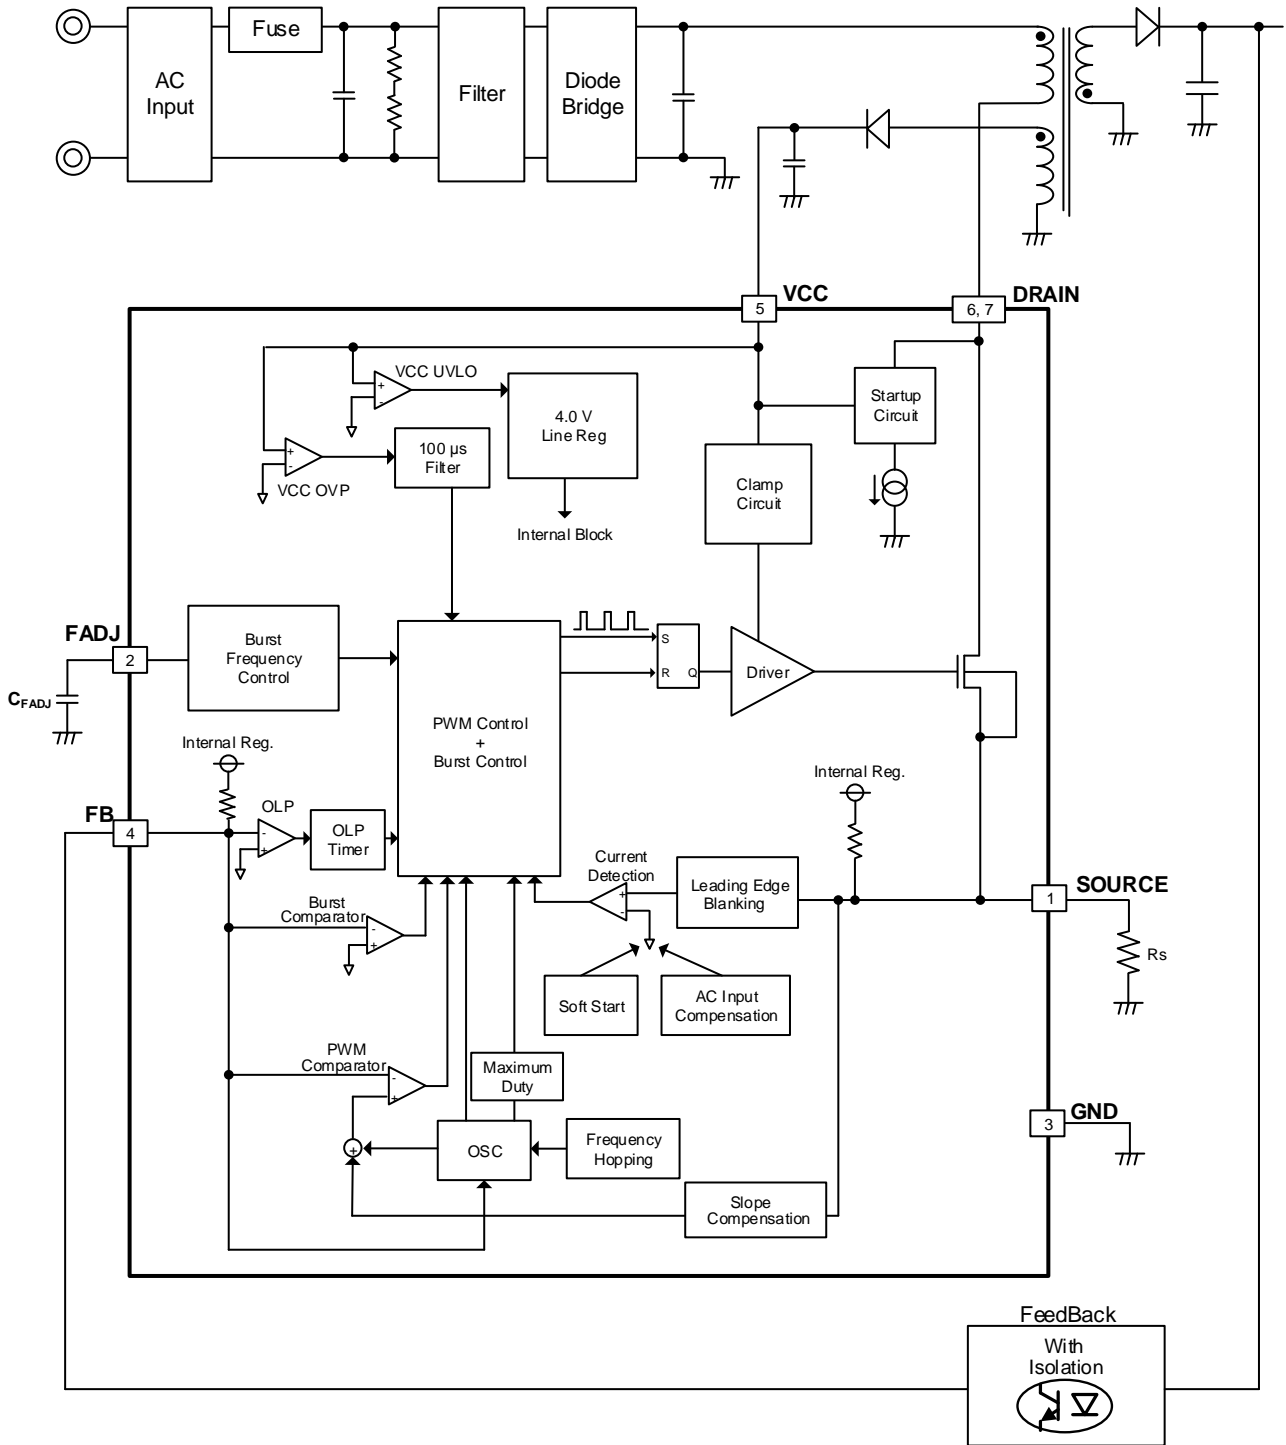 Fuse
AC
Input
Filter
Diode
Bridge
VCC
5
DRAIN
6, 7
VCC UVLO
+
-
4.0 V
Line Reg
Startup
Circuit
100 µs
Filter
+
-
VCC OVP
Clamp
Circuit
Internal Block
FADJ
2
Burst
Frequency
Control
CFADJ
S
R
Q
Driver
PWM Control
+
Burst Control
Internal Reg.
Internal Reg.
FB
4
OLP
-
+
OLP
Timer
Current
Detection
+
-
Leading Edge
Blanking
SOURCE
1
Rs
Burst
Comparator
-
+
Soft Start
AC Input
Compensation
PWM
Comparator
-
+
Maximum
Duty
GND
3
+
OSC
Frequency
Hopping
Slope
Compensation
FeedBack
With
Isolation